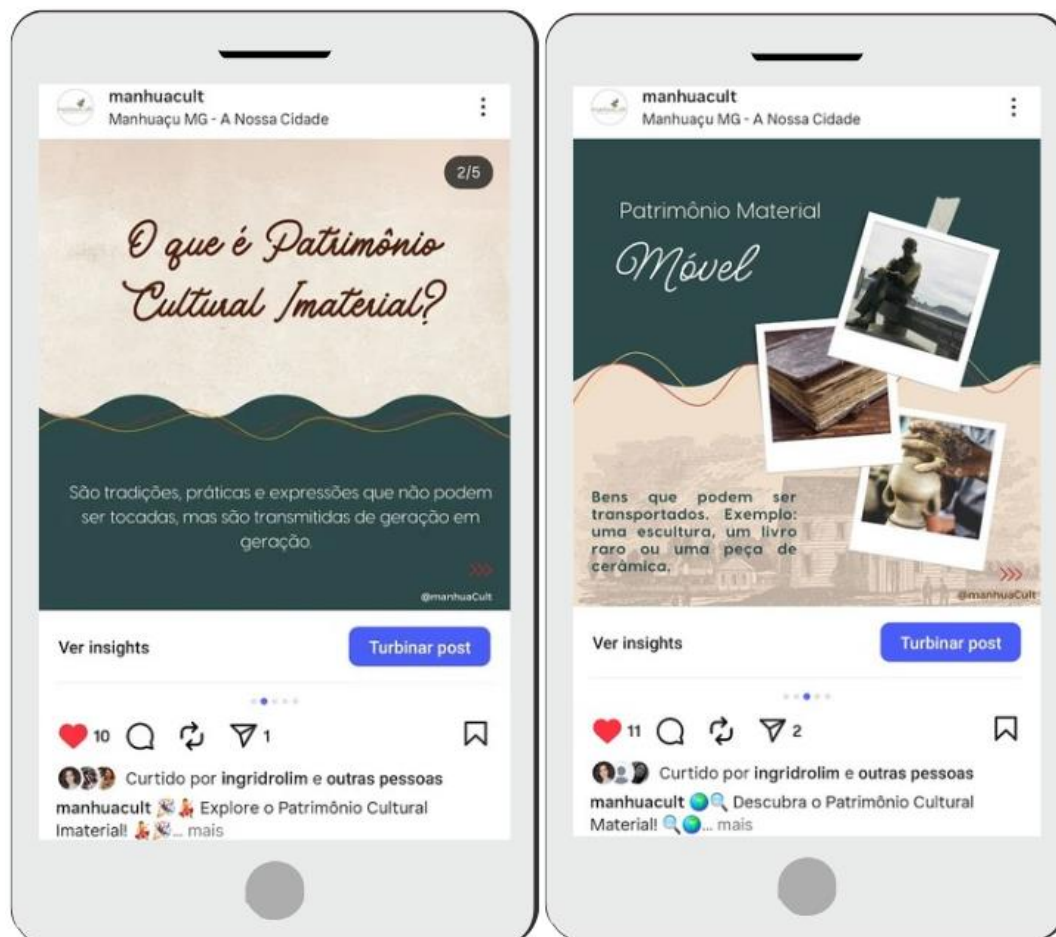 manhuacult
Manhuaçu MG - A Nossa Cidade
2/5
O que é Patrimônio
Cultural Imaterial?
São tradições, práticas e expressões que não podem
ser tocadas, mas são transmitidas de geração em
geração.
@manhuaCult
Ver insights
Turbinar post
10
1
Curtido por ingridrolim e outras pessoas
manhuacult 🎉💃 Explore o Patrimônio Cultural
Imaterial! 💃🎉... mais
manhuacult
Manhuaçu MG - A Nossa Cidade
Patrimônio Material
Móvel
Bens que podem ser
transportados. Exemplo:
uma escultura, um livro
raro ou uma peça de
cerâmica.
@manhuaCult
Ver insights
Turbinar post
11
2
Curtido por ingridrolim e outras pessoas
manhuacult 🌍🔍 Descubra o Patrimônio Cultural
Material! 🔍🌍... mais